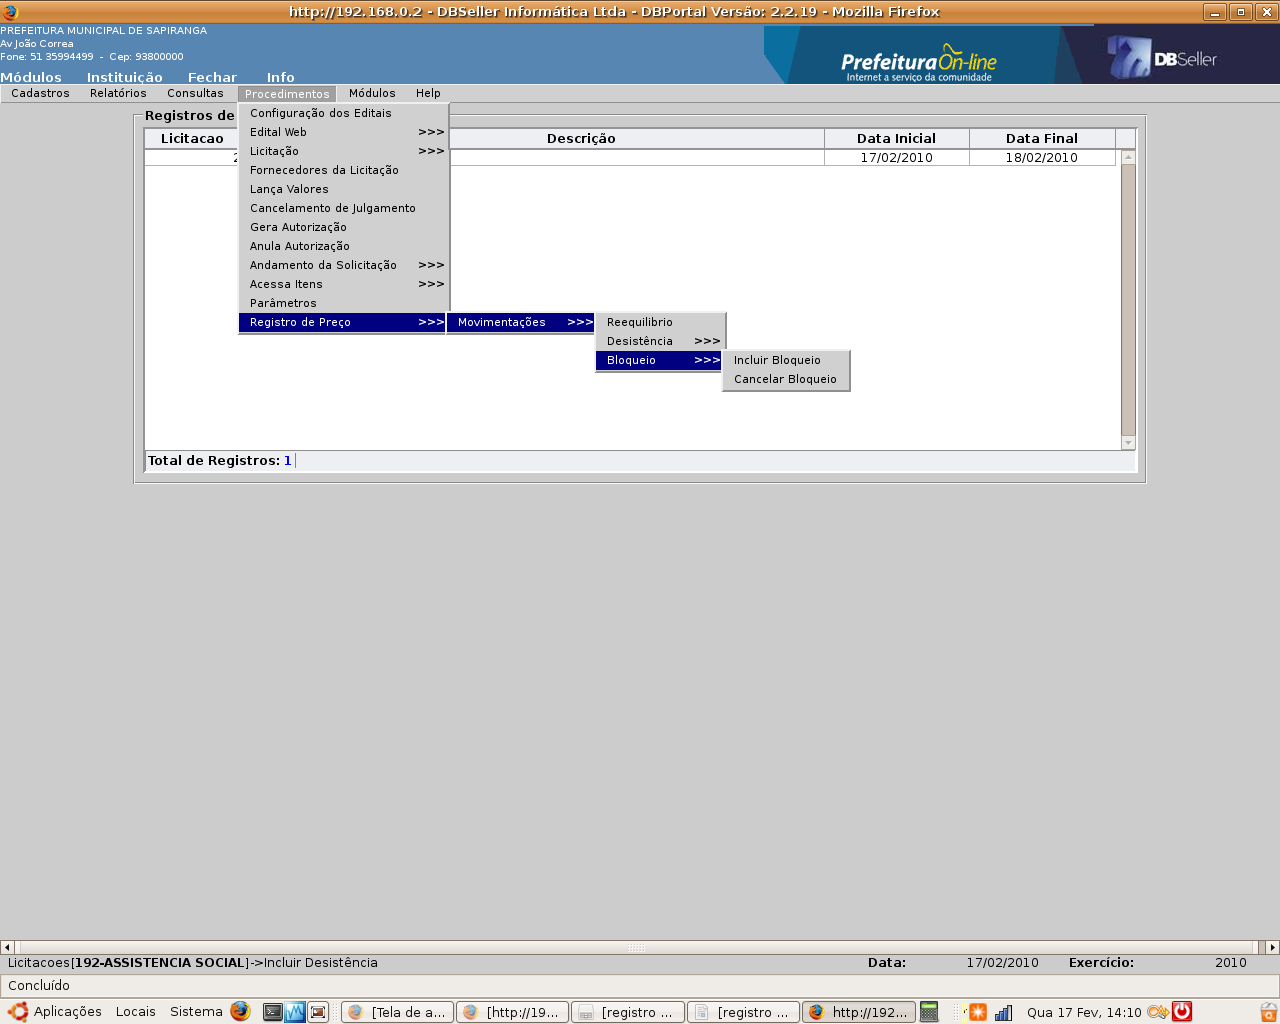 http://192.168.0.2 - DBSeller Informática Ltda - DBPortal Versão: 2.2.19 - Mozilla Firefox
PREFEITURA MUNICIPAL DE SAPIRANGA
Av João Correa
Fone: 51 35994499 - Cep: 93800000
Módulos Instituição Fechar Info
PrefeituraOn-line
Internet a serviço da comunidade
DBSeller
Cadastros Relatórios Consultas Procedimentos Módulos Help
Registros de
Licitacao Descrição Data Inicial Data Final
2 17/02/2010 18/02/2010
Configuração dos Editais
Edital Web >>>
Licitação >>>
Fornecedores da Licitação
Lança Valores
Cancelamento de Julgamento
Gera Autorização
Anula Autorização
Andamento da Solicitação >>>
Acessa Itens >>>
Parâmetros
Registro de Preço >>> Movimentações >>> Reequilibrio
Desistência >>>
Bloqueio >>> Incluir Bloqueio
Cancelar Bloqueio
Total de Registros: 1
Licitacoes[192-ASSISTENCIA SOCIAL]->Incluir Desistência Data: 17/02/2010 Exercício: 2010
Concluído
Aplicações Locais Sistema [Tela de a... [http://19... [registro ... [registro ... http://192... Qua 17 Fev, 14:10